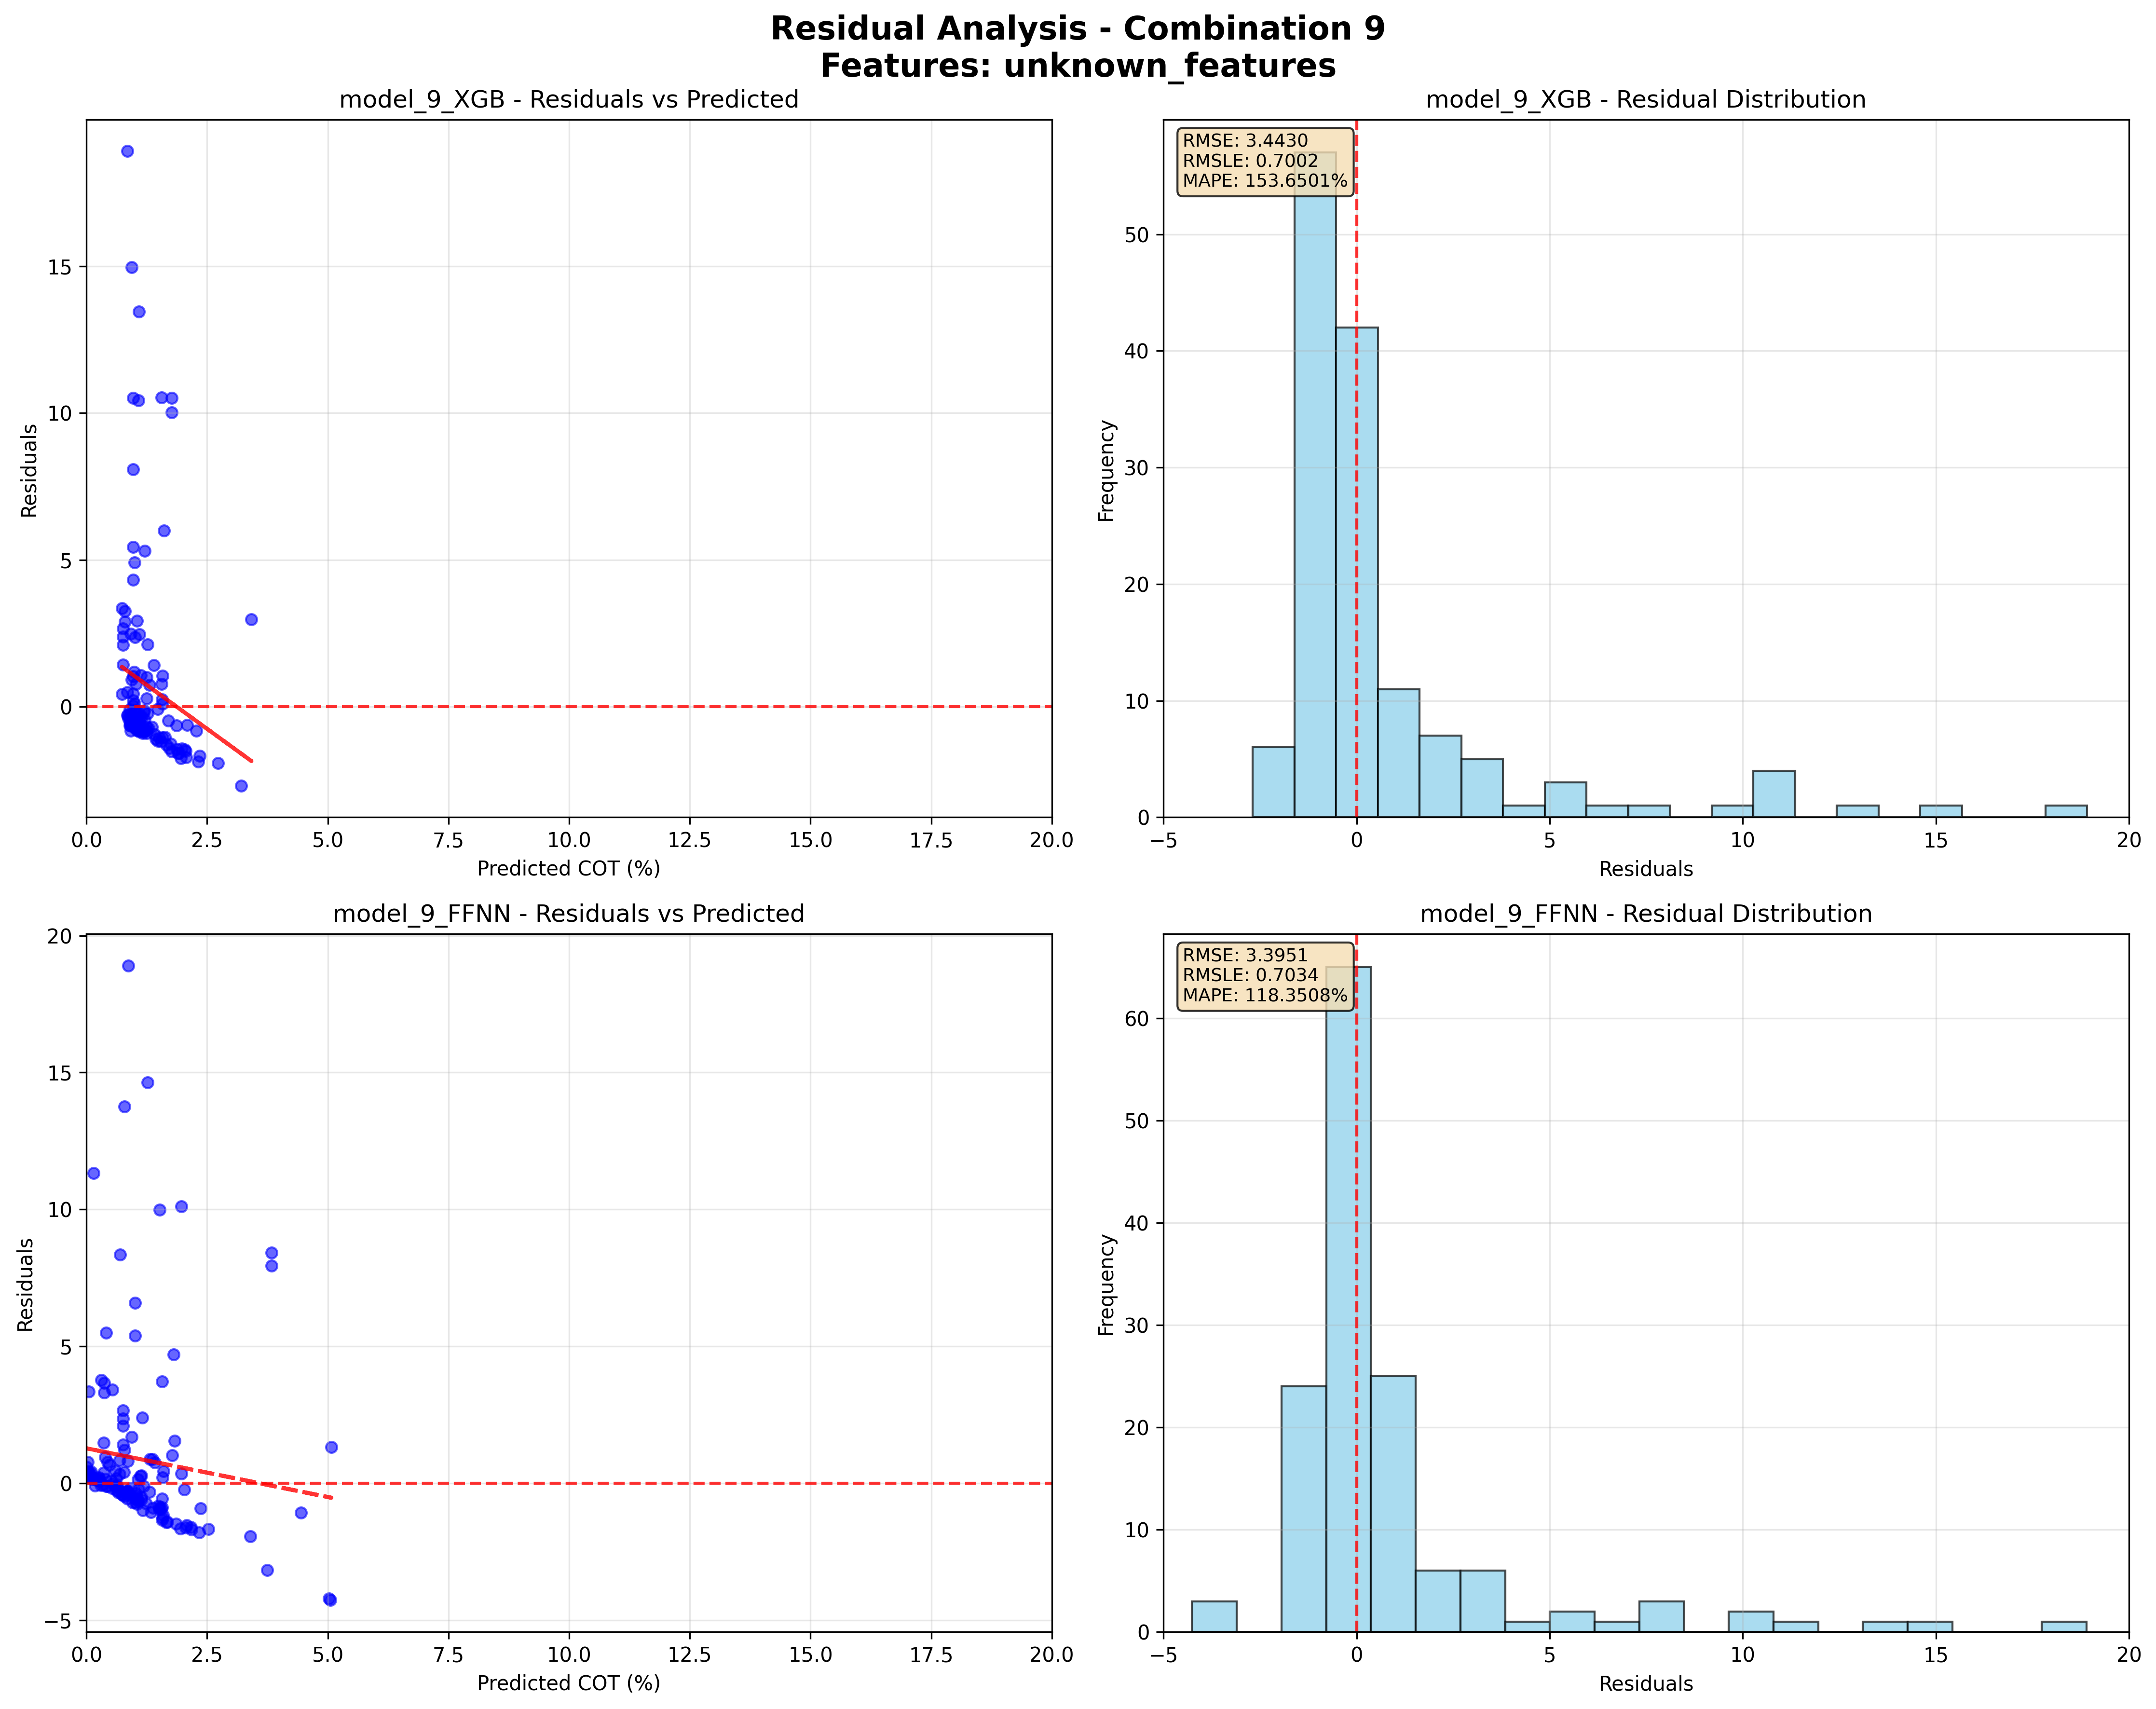 Residual Analysis - Combination 9
Features: unknown_features
model_9_XGB - Residuals vs Predicted
15
10
5
0
Residuals
0.0 2.5 5.0 7.5 10.0 12.5 15.0 17.5 20.0
Predicted COT (%)
model_9_XGB - Residual Distribution
RMSE: 3.4430
RMSLE: 0.7002
MAPE: 153.6501%
50
40
30
20
10
0
Frequency
−5 0 5 10 15 20
Residuals
model_9_FFNN - Residuals vs Predicted
20
15
10
5
0
−5
Residuals
0.0 2.5 5.0 7.5 10.0 12.5 15.0 17.5 20.0
Predicted COT (%)
model_9_FFNN - Residual Distribution
RMSE: 3.3951
RMSLE: 0.7034
MAPE: 118.3508%
60
50
40
30
20
10
0
Frequency
−5 0 5 10 15 20
Residuals